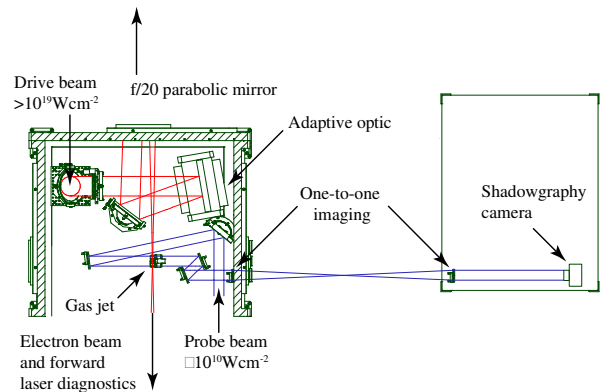 Drive beam
>10¹⁹Wcm⁻²
f/20 parabolic mirror
Adaptive optic
One-to-one
imaging
Shadowgraphy
camera
Gas jet
Electron beam
and forward
laser diagnostics
Probe beam
□10¹⁰Wcm⁻²